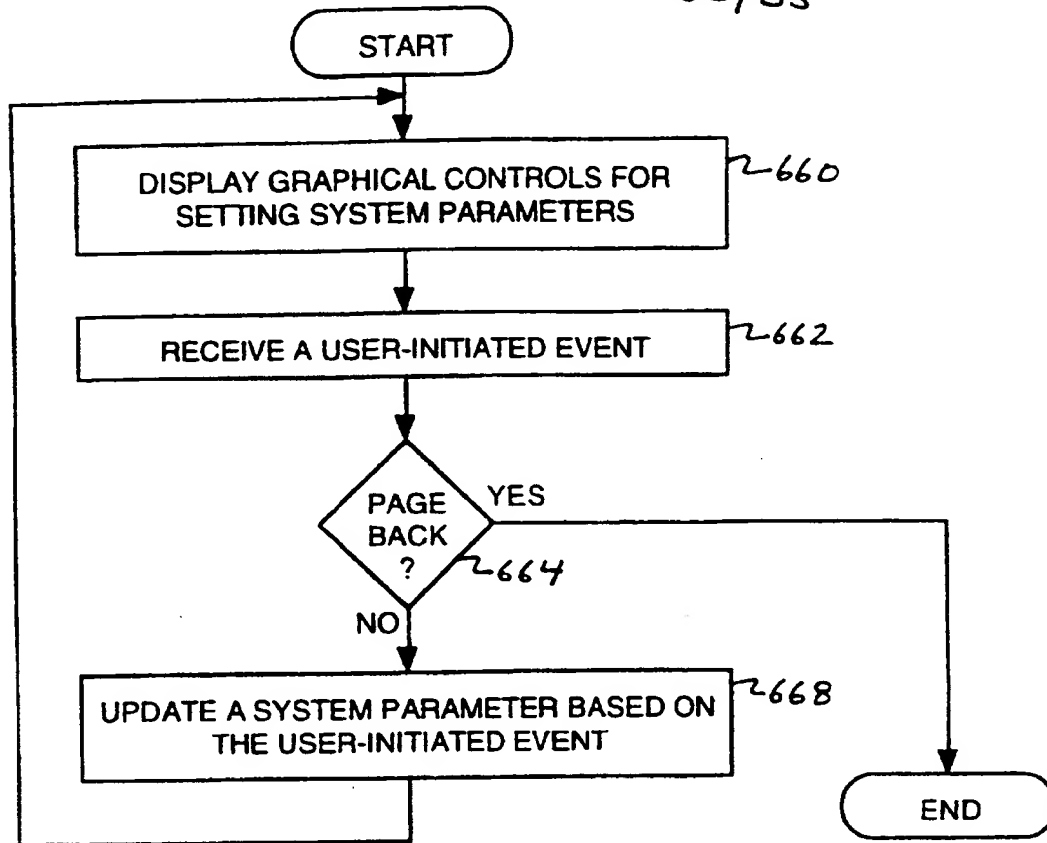 START
DISPLAY GRAPHICAL CONTROLS FOR
SETTING SYSTEM PARAMETERS
660
RECEIVE A USER-INITIATED EVENT
662
PAGE
BACK
?
YES
664
NO
UPDATE A SYSTEM PARAMETER BASED ON
THE USER-INITIATED EVENT
668
END